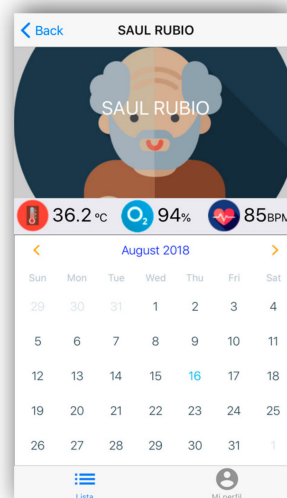 Back SAUL RUBIO
SAUL RUBIO
36.2 ºC O2 94% 85BPM
August 2018
Sun Mon Tue Wed Thu Fri Sat
29 30 31 1 2 3 4
5 6 7 8 9 10 11
12 13 14 15 16 17 18
19 20 21 22 23 24 25
26 27 28 29 30 31 1
Lista Mi perfil